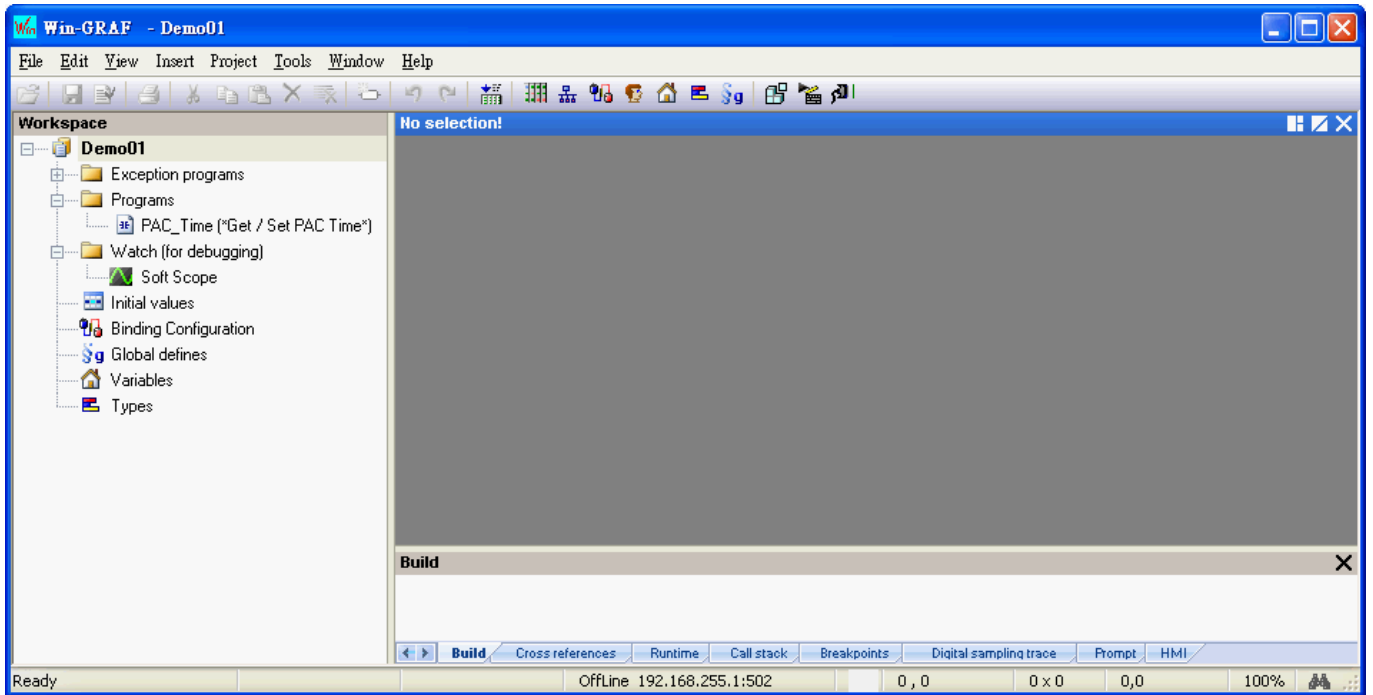 Win-GRAF - Demo01
File Edit View Insert Project Tools Window Help
Workspace
No selection!
Demo01
Exception programs
Programs
PAC_Time (*Get / Set PAC Time*)
Watch (for debugging)
Soft Scope
Initial values
Binding Configuration
§g Global defines
Variables
Types
Build
Build Cross references Runtime Call stack Breakpoints Digital sampling trace Prompt HMI
Ready OffLine 192.168.255.1:502 0 , 0 0 x 0 0,0 100%